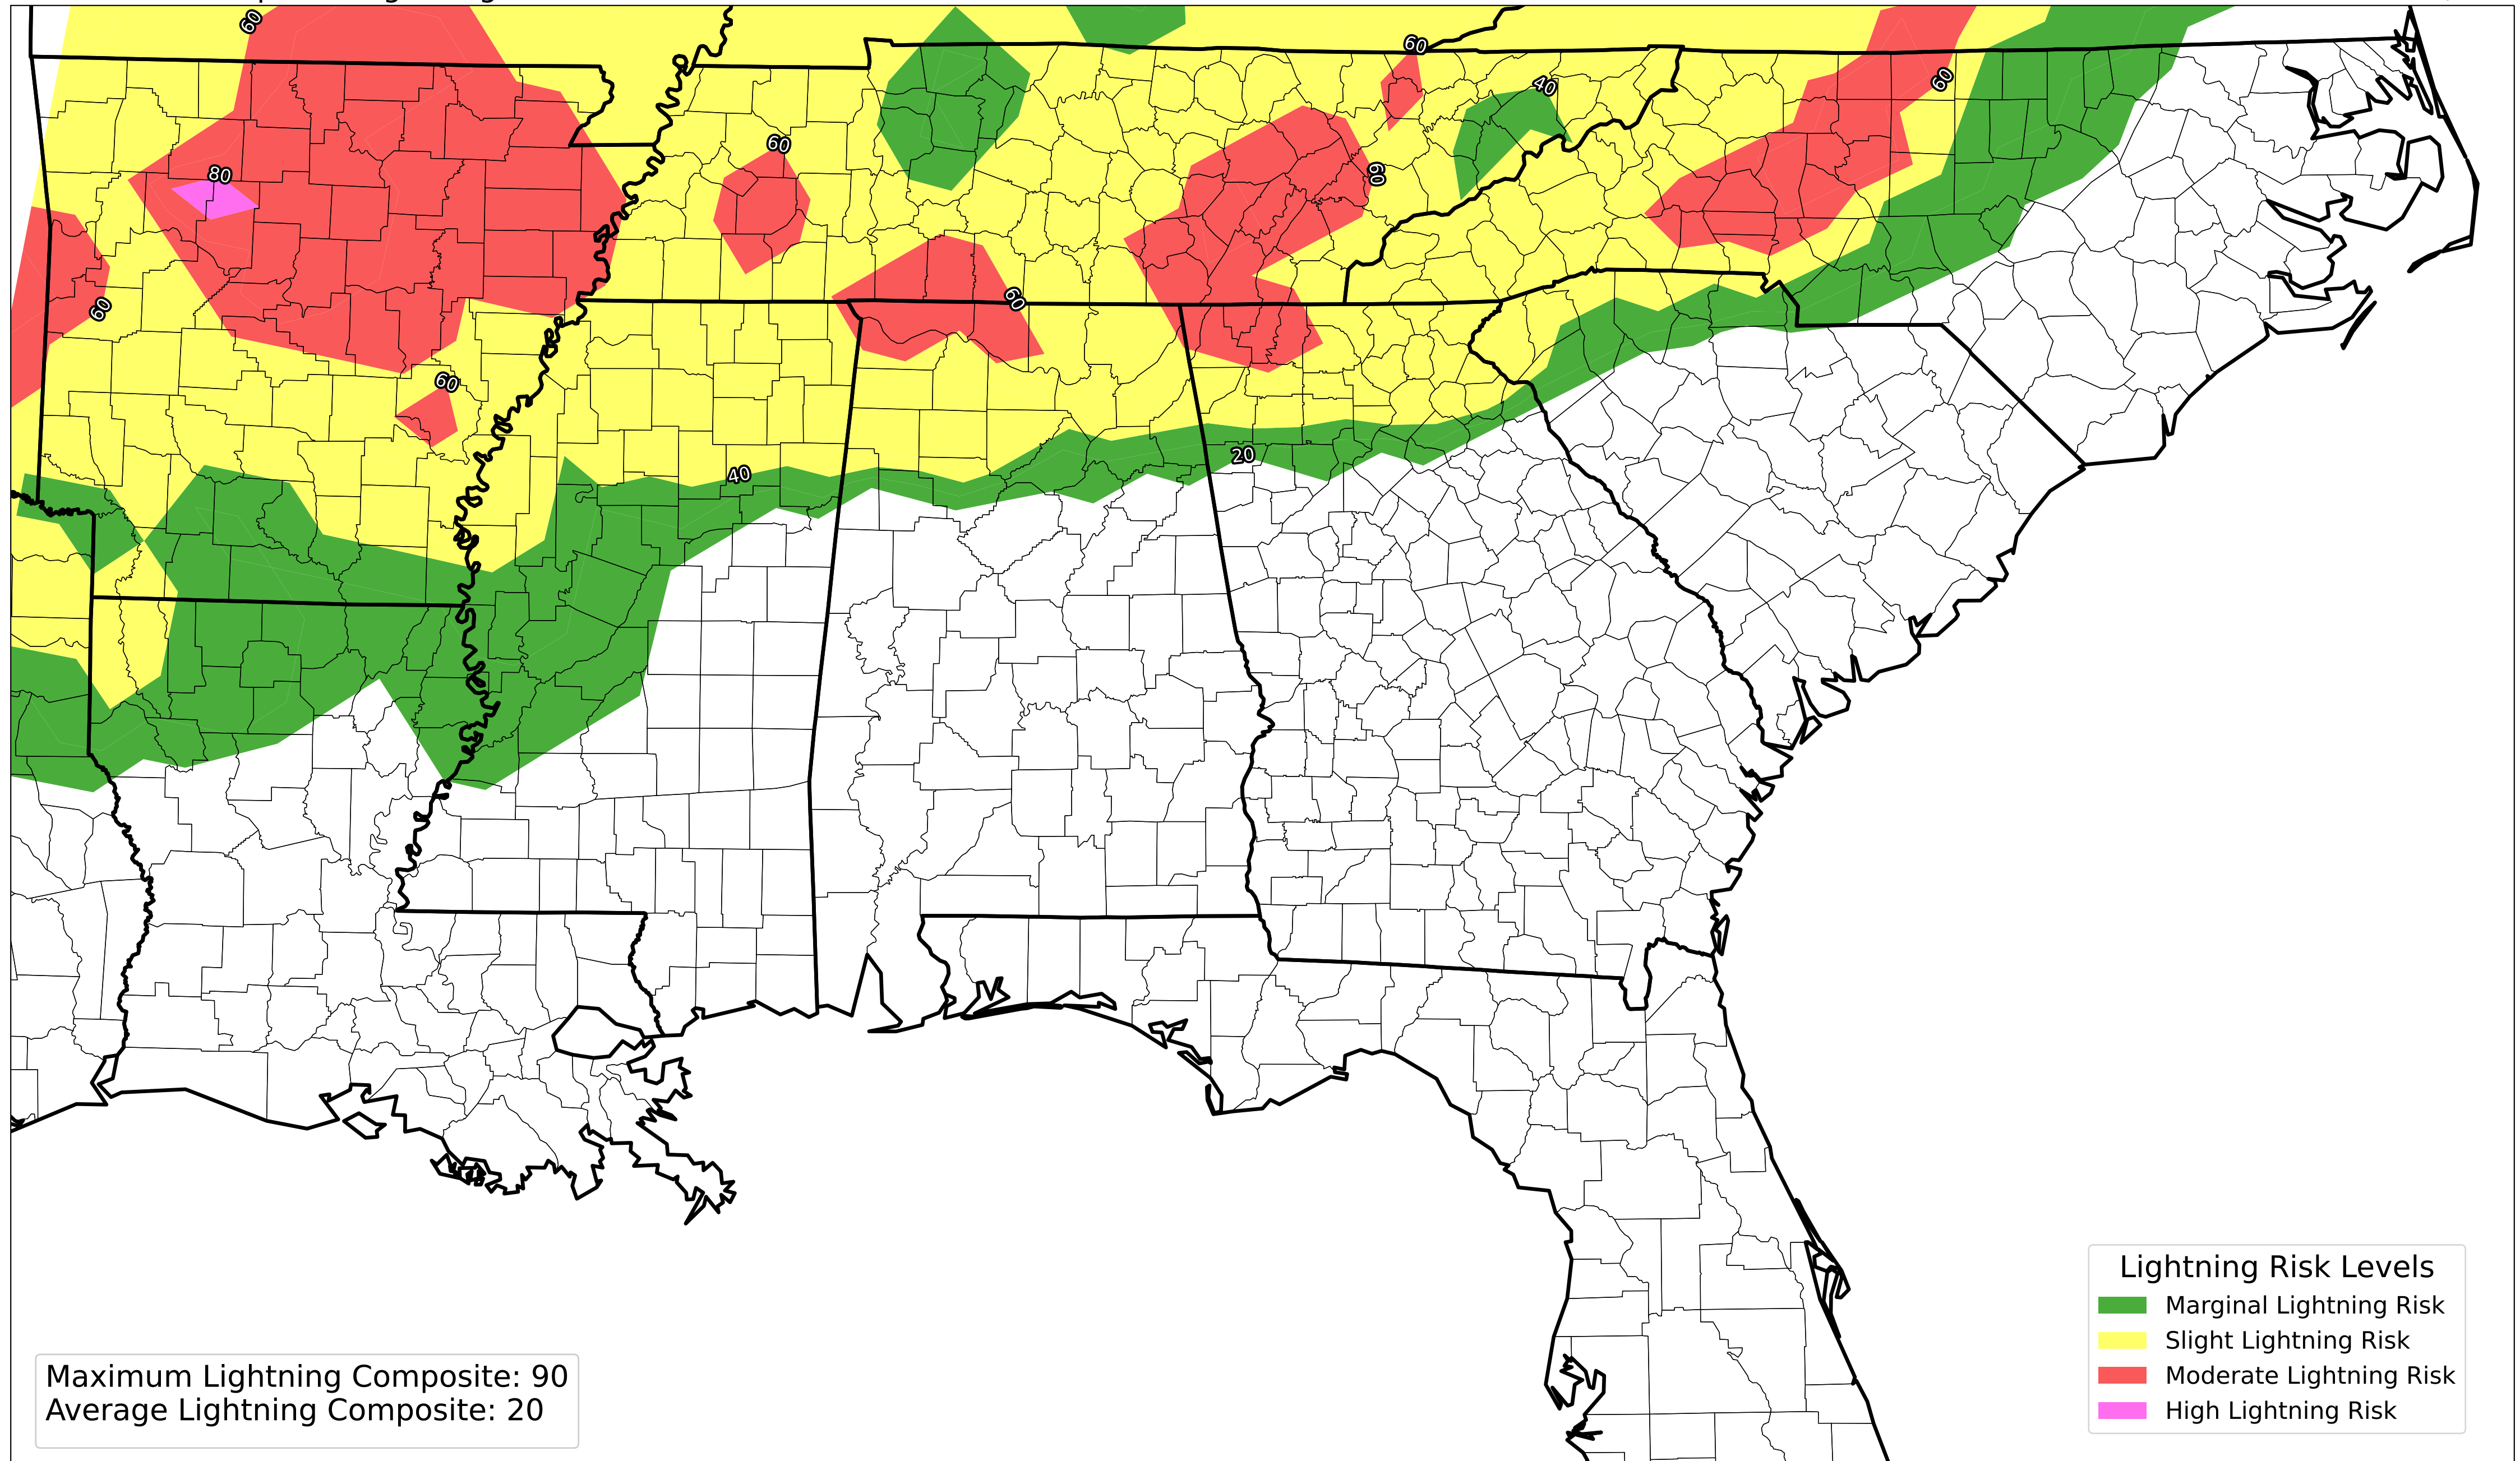 60
60
40
60
60
80
60
60
60
60
40
20
Lightning Risk Levels
Marginal Lightning Risk
Slight Lightning Risk
Moderate Lightning Risk
High Lightning Risk
Maximum Lightning Composite: 90
Average Lightning Composite: 20